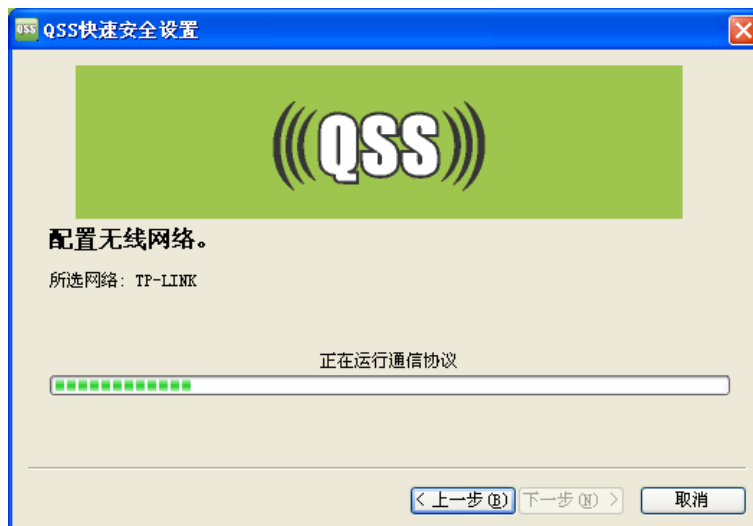 QSS QSS快速安全设置
(((QSS)))
配置无线网络。
所选网络: TP-LINK
正在运行通信协议
< 上一步(B) 下一步(N) > 取消